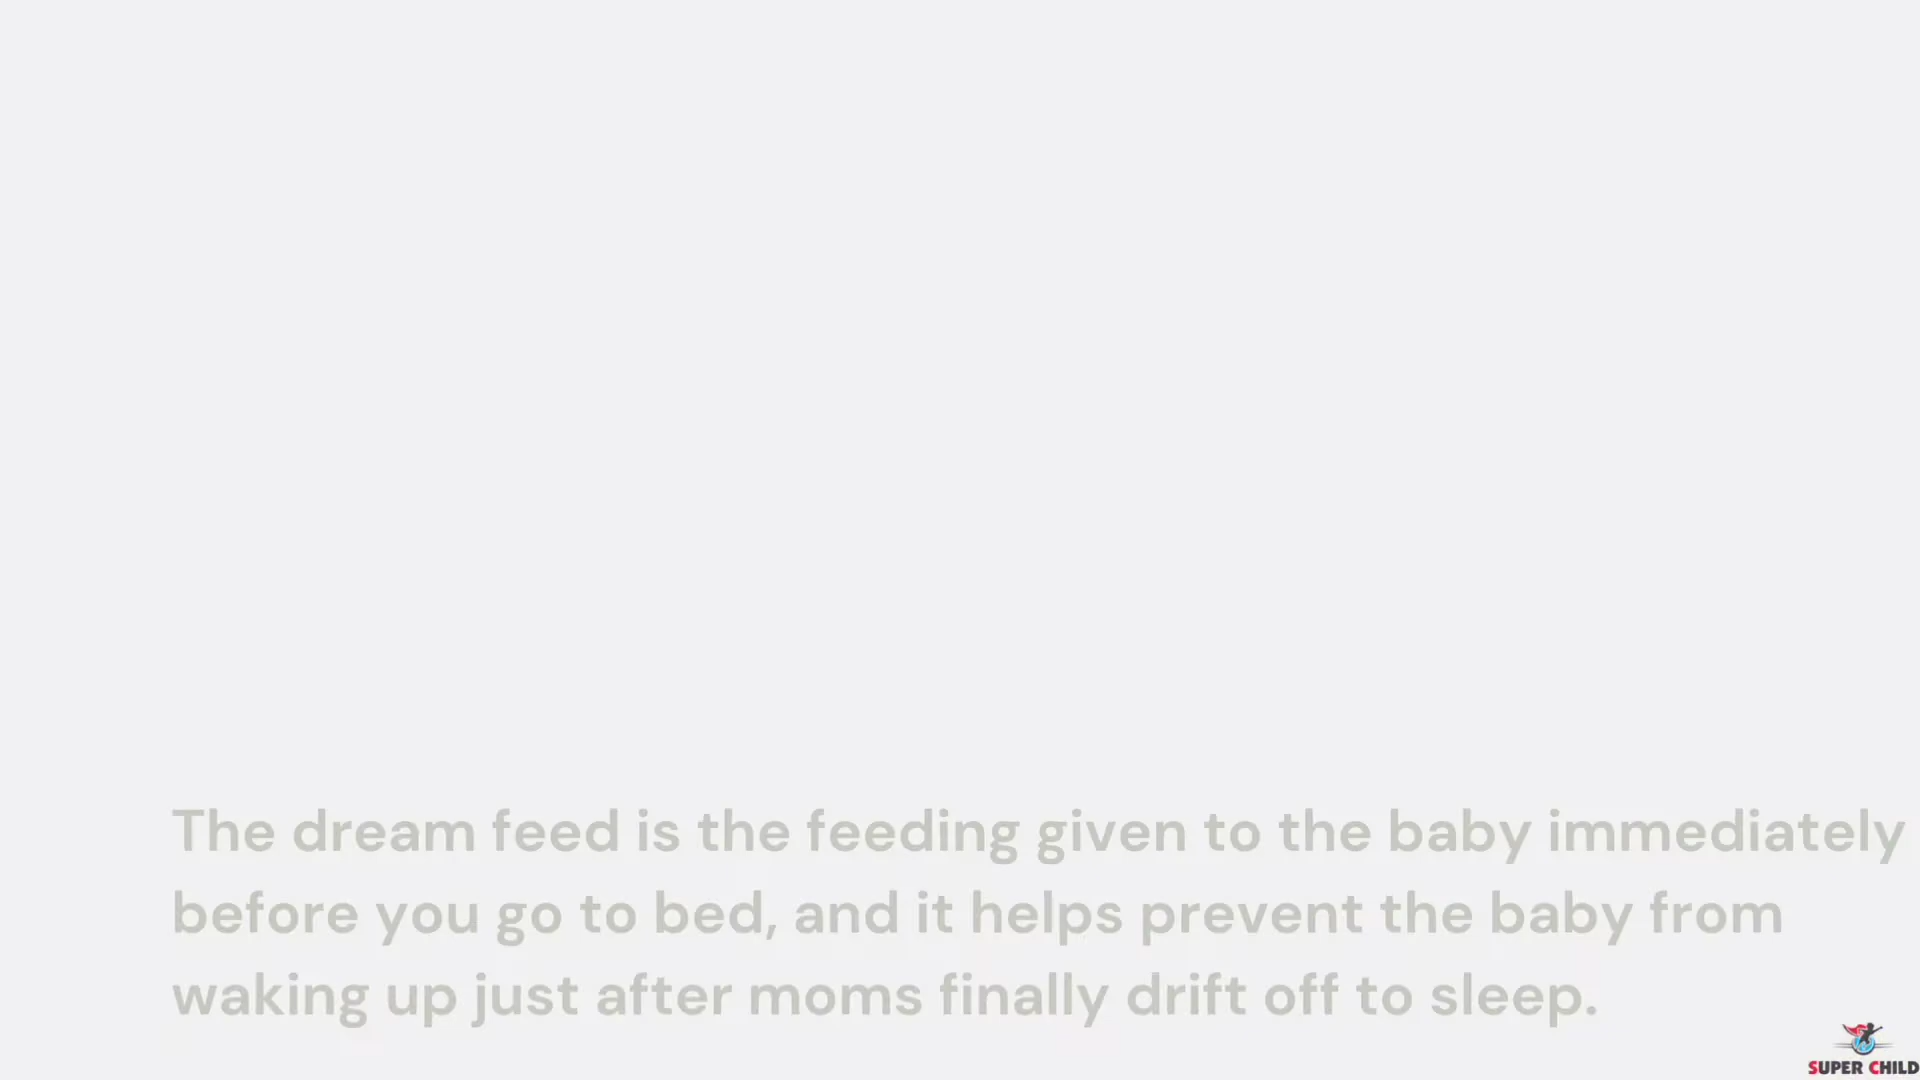 The dream feed is the feeding given to the baby immediately
before you go to bed, and it helps prevent the baby from
waking up just after moms finally drift off to sleep.
SUPER CHILD